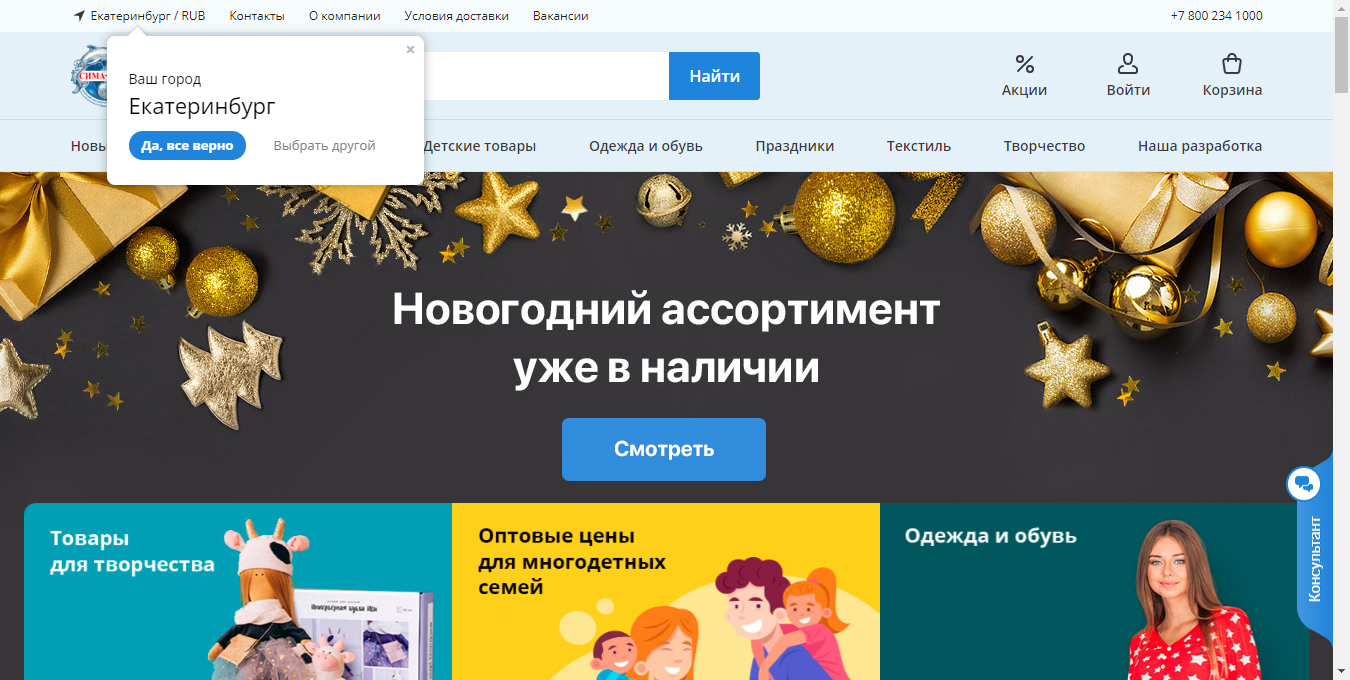 Екатеринбург / RUB
Контакты
О компании
Условия доставки
Вакансии
+7 800 234 1000
СИМА-
Ваш город
Екатеринбург
Да, все верно
Выбрать другой
Найти
Акции
Войти
Корзина
Новы
Детские товары
Одежда и обувь
Праздники
Текстиль
Творчество
Наша разработка
Новогодний ассортимент
уже в наличии
Смотреть
Товары
для творчества
Интерьерная кукла
Оптовые цены
для многодетных
семей
Одежда и обувь
Консультант